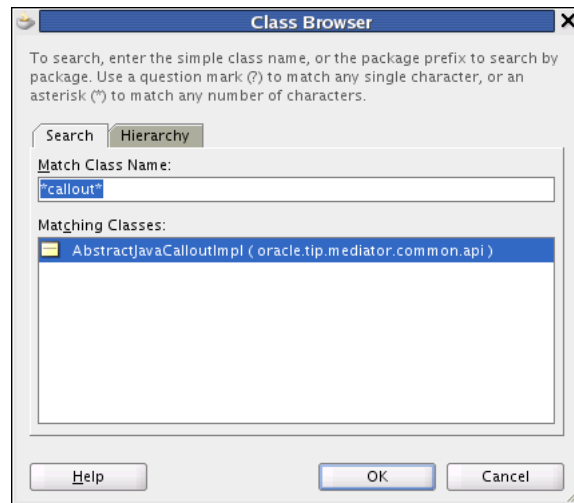 Class Browser
To search, enter the simple class name, or the package prefix to search by
package. Use a question mark (?) to match any single character, or an
asterisk (*) to match any number of characters.
Search Hierarchy
Match Class Name:
*callout*
Matching Classes:
AbstractJavaCalloutImpl ( oracle.tip.mediator.common.api )
Help OK Cancel